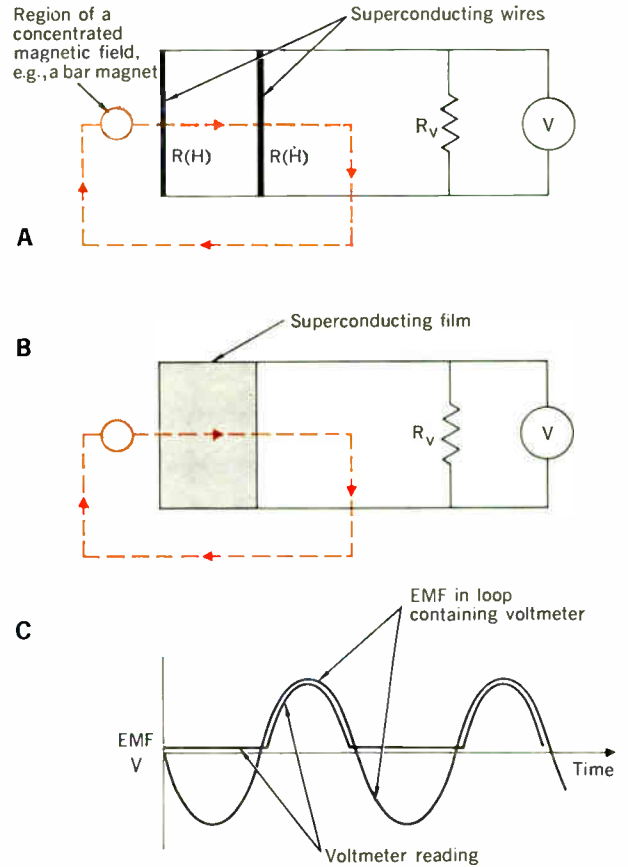 Region of a
concentrated
magnetic field,
e.g., a bar magnet
Superconducting wires
R(H)
R(Ḣ)
Rv
V
A
B
Superconducting film
Rv
V
C
EMF in loop
containing voltmeter
EMF
V
Time
Voltmeter reading